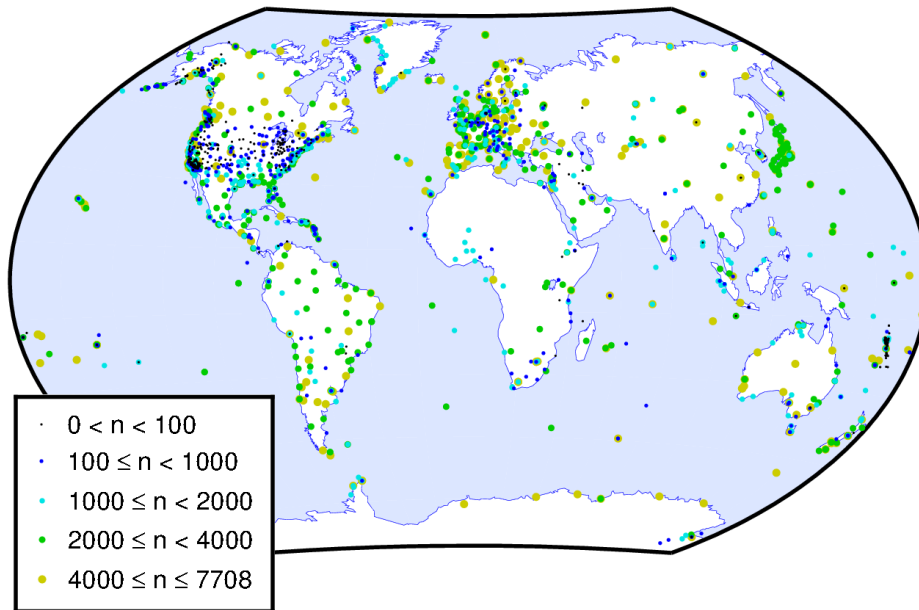 0 < n < 100
100 ≤ n < 1000
1000 ≤ n < 2000
2000 ≤ n < 4000
4000 ≤ n ≤ 7708